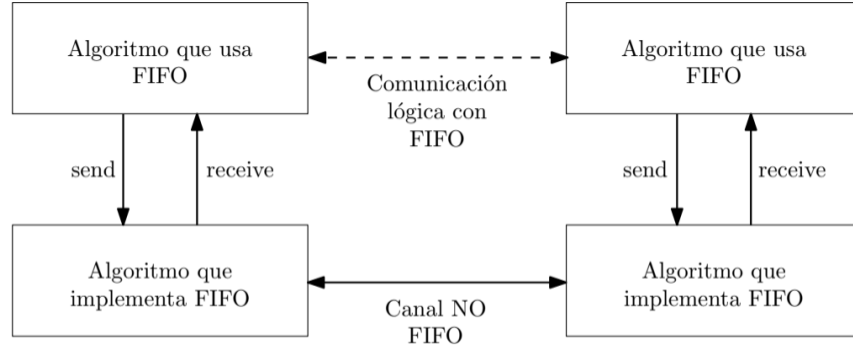 Algoritmo que usa
FIFO
Algoritmo que usa
FIFO
Comunicación
lógica con
FIFO
send
receive
send
receive
Algoritmo que
implementa FIFO
Algoritmo que
implementa FIFO
Canal NO
FIFO